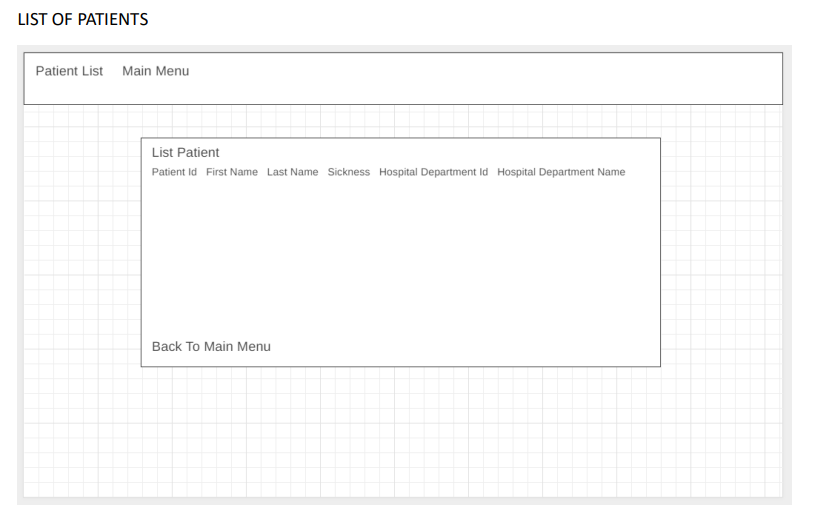 LIST OF PATIENTS
Patient List Main Menu
List Patient
Patient Id First Name Last Name Sickness Hospital Department Id Hospital Department Name
Back To Main Menu